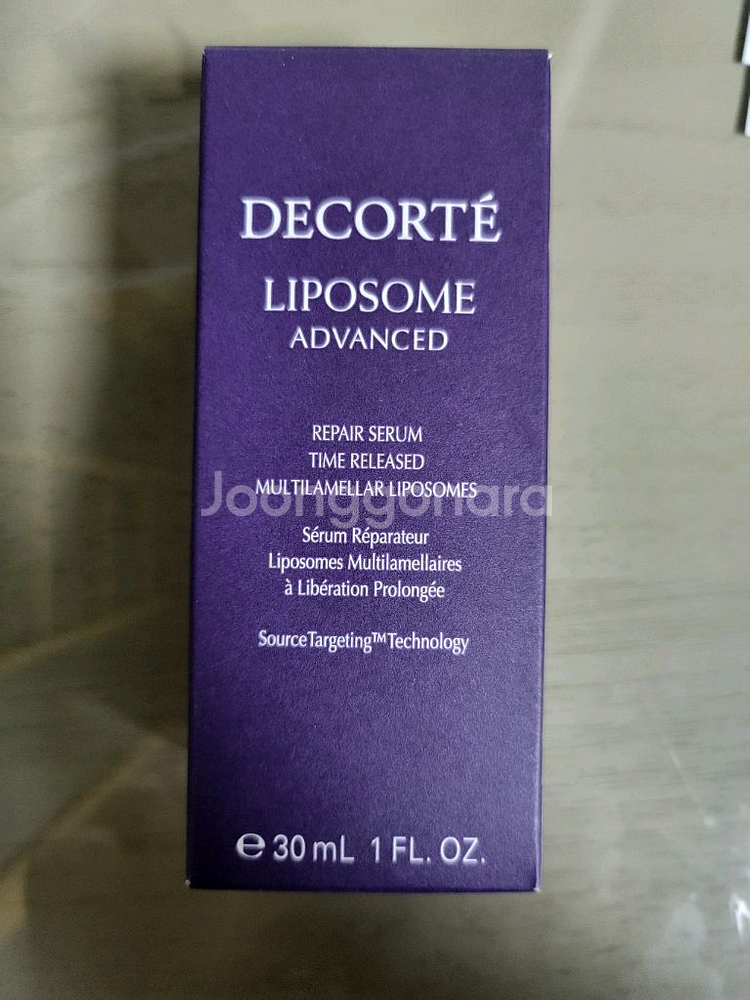 DECORTÉ
LIPOSOME
ADVANCED
REPAIR SERUM
TIME RELEASED
MULTILAMELLAR LIPOSOMES
Joonggonara
Sérum Réparateur
Liposomes Multilamellaires
à Libération Prolongée
SourceTargeting™Technology
℮ 30 mL 1 FL. OZ.